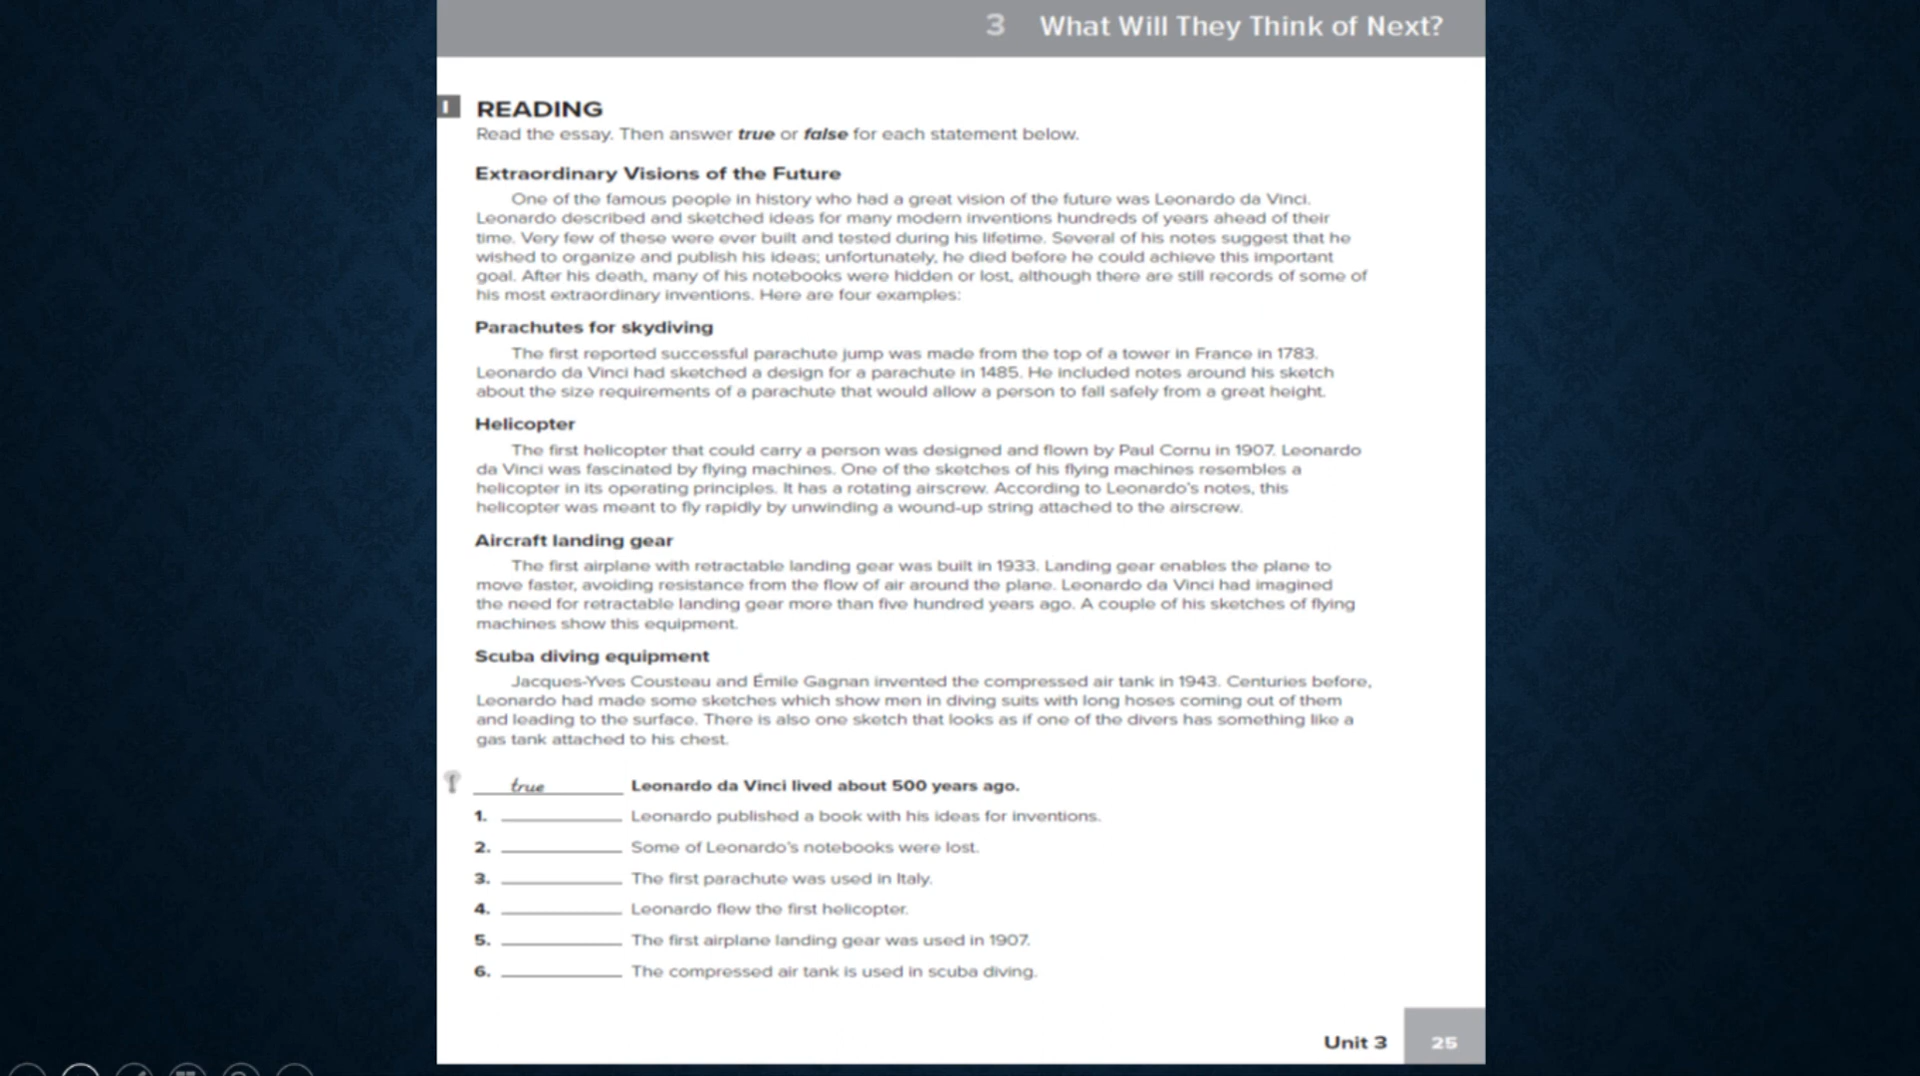 3 What Will They Think of Next?
I READING
Read the essay. Then answer true or false for each statement below.
Extraordinary Visions of the Future
One of the famous people in history who had a great vision of the future was Leonardo da Vinci.
Leonardo described and sketched ideas for many modern inventions hundreds of years ahead of their
time. Very few of these were ever built and tested during his lifetime. Several of his notes suggest that he
wished to organize and publish his ideas; unfortunately, he died before he could achieve this important
goal. After his death, many of his notebooks were hidden or lost, although there are still records of some of
his most extraordinary inventions. Here are four examples:
Parachutes for skydiving
The first reported successful parachute jump was made from the top of a tower in France in 1783.
Leonardo da Vinci had sketched a design for a parachute in 1485. He included notes around his sketch
about the size requirements of a parachute that would allow a person to fall safely from a great height.
Helicopter
The first helicopter that could carry a person was designed and flown by Paul Cornu in 1907. Leonardo
da Vinci was fascinated by flying machines. One of the sketches of his flying machines resembles a
helicopter in its operating principles. It has a rotating airscrew. According to Leonardo's notes, this
helicopter was meant to fly rapidly by unwinding a wound-up string attached to the airscrew.
Aircraft landing gear
The first airplane with retractable landing gear was built in 1933. Landing gear enables the plane to
move faster, avoiding resistance from the flow of air around the plane. Leonardo da Vinci had imagined
the need for retractable landing gear more than five hundred years ago. A couple of his sketches of flying
machines show this equipment.
Scuba diving equipment
Jacques-Yves Cousteau and Émile Gagnan invented the compressed air tank in 1943. Centuries before,
Leonardo had made some sketches which show men in diving suits with long hoses coming out of them
and leading to the surface. There is also one sketch that looks as if one of the divers has something like a
gas tank attached to his chest.
true Leonardo da Vinci lived about 500 years ago.
1. Leonardo published a book with his ideas for inventions.
2. Some of Leonardo's notebooks were lost.
3. The first parachute was used in Italy.
4. Leonardo flew the first helicopter.
5. The first airplane landing gear was used in 1907.
6. The compressed air tank is used in scuba diving.
Unit 3 25